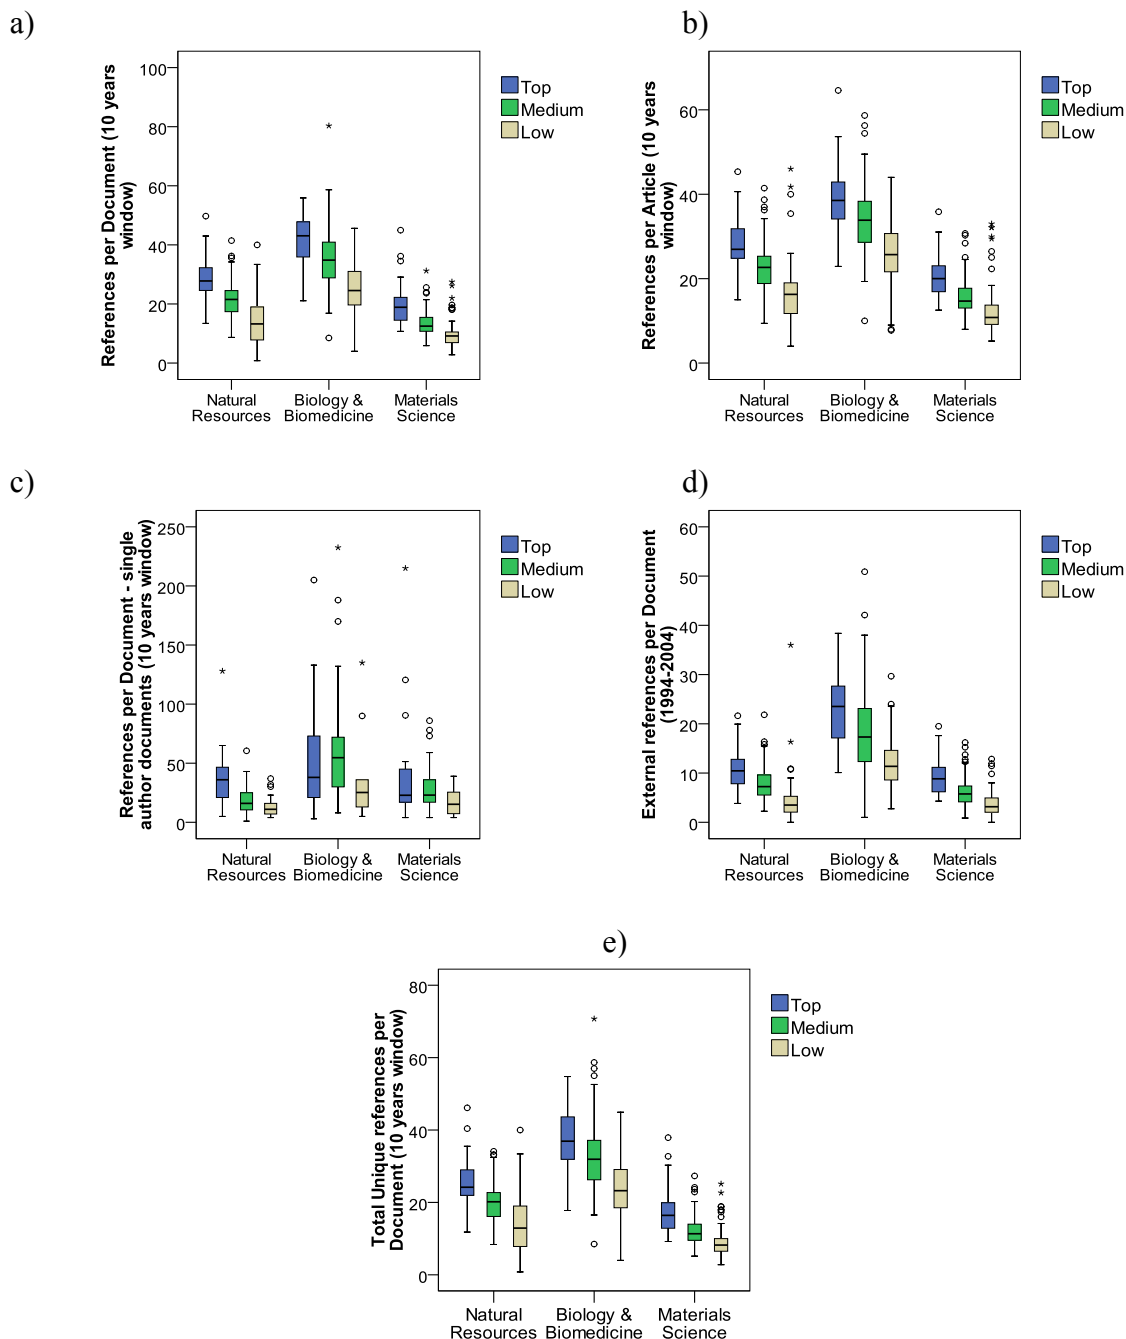 a)
References per Document (10 years
window)
100
80
60
40
20
0
Natural
Resources
Biology &
Biomedicine
Materials
Science
Top
Medium
Low
b)
References per Article (10 years
window)
60
40
20
0
Natural
Resources
Biology &
Biomedicine
Materials
Science
Top
Medium
Low
c)
References per Document - single
author documents (10 years window)
250
200
150
100
50
0
Natural
Resources
Biology &
Biomedicine
Materials
Science
Top
Medium
Low
d)
External references per Document
(1994-2004)
60
50
40
30
20
10
0
Natural
Resources
Biology &
Biomedicine
Materials
Science
Top
Medium
Low
e)
Total Unique references per
Document (10 years window)
80
60
40
20
0
Natural
Resources
Biology &
Biomedicine
Materials
Science
Top
Medium
Low